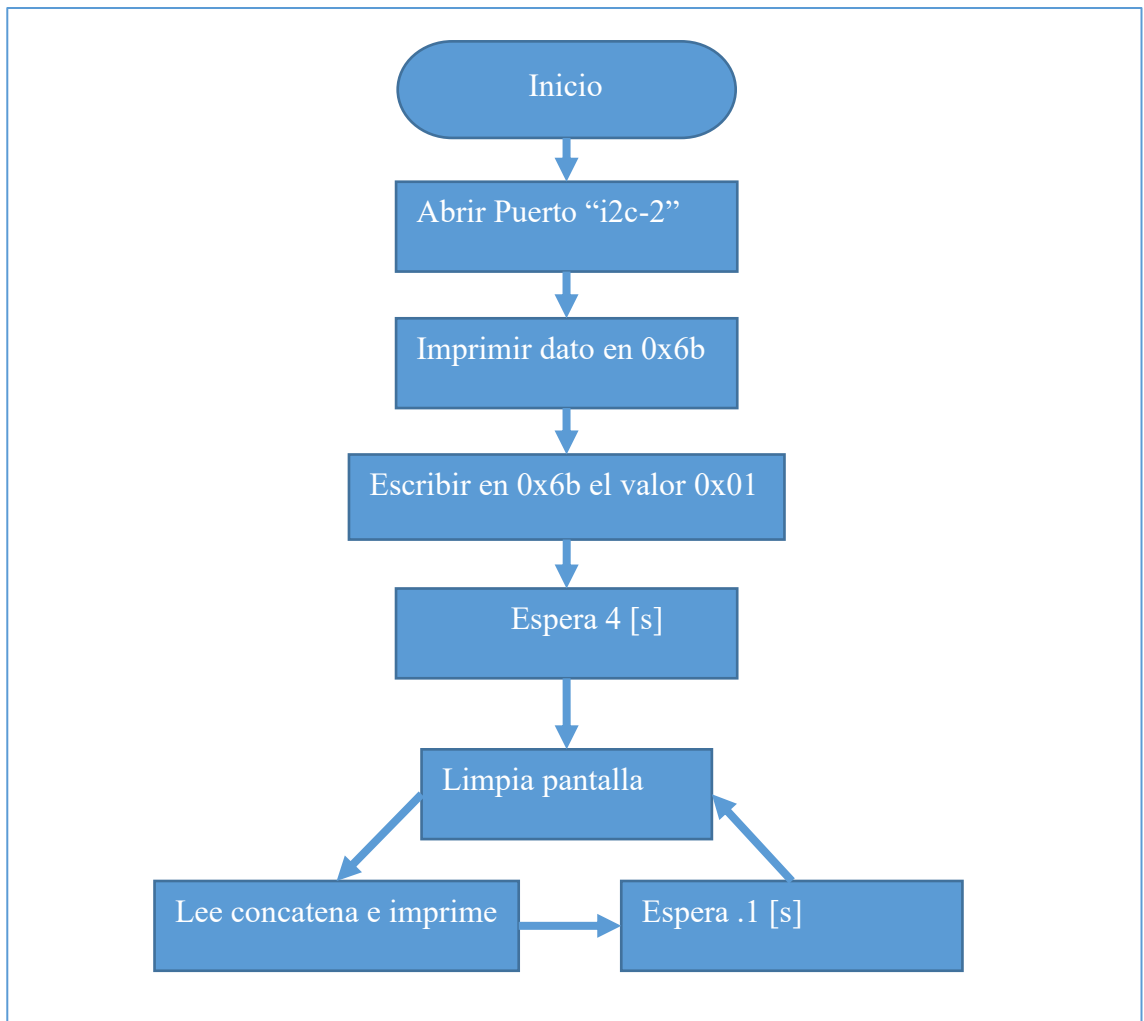 Inicio
Abrir Puerto “i2c-2”
Imprimir dato en 0x6b
Escribir en 0x6b el valor 0x01
Espera 4 [s]
Limpia pantalla
Lee concatena e imprime
Espera .1 [s]